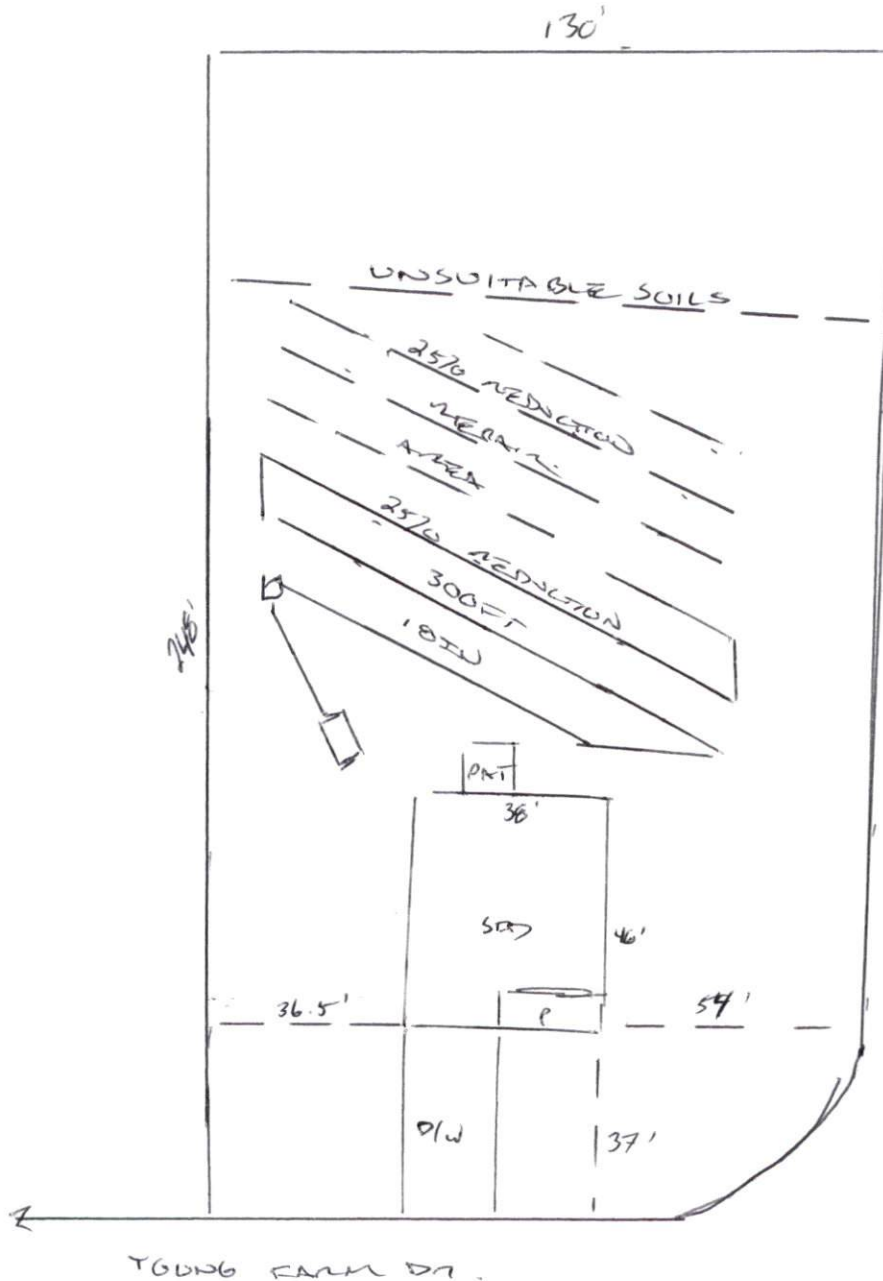 130'
UNSUITABLE SOILS
25% REDUCTION
REPAIR
AREA
25% REDUCTION
300FT
18IN
248'
PAT
38'
46'
36.5'
P
54'
D/W
37'
YOUNG FARM DR.